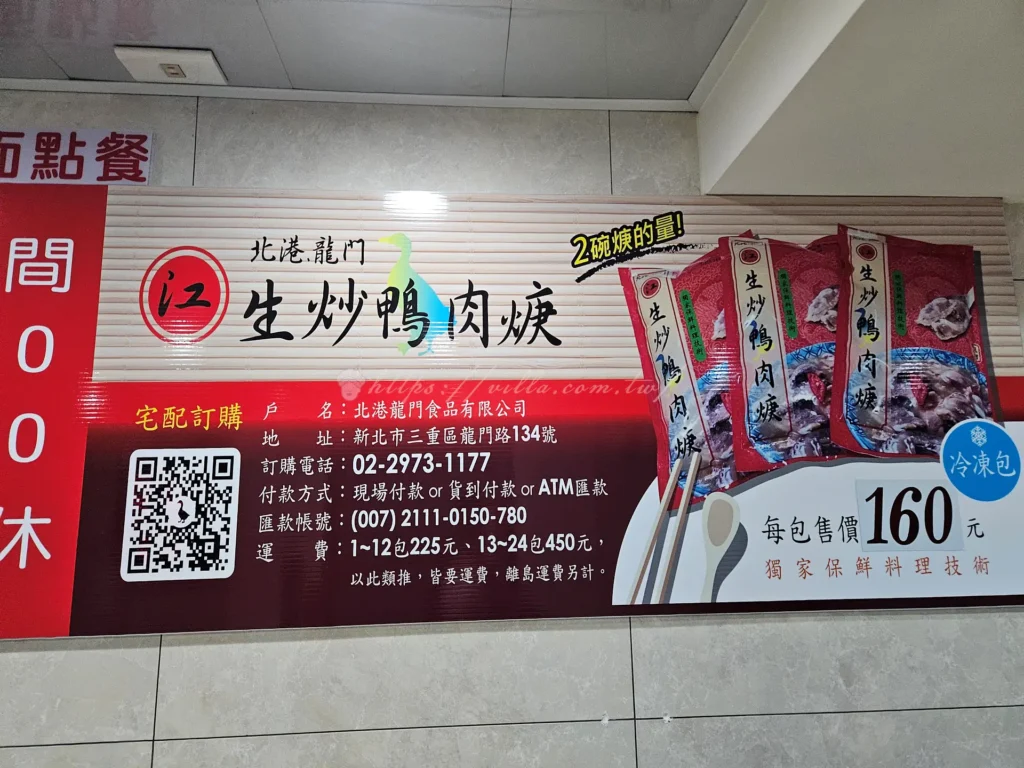 面點餐
間
0
0
休
江
北港.龍門
生炒鴨肉焿
2碗焿的量!
生炒鴨肉焿
生炒鴨肉焿
生炒鴨肉焿
https://villa.com.tw
宅配訂購
戶名：北港龍門食品有限公司
地址：新北市三重區龍門路134號
訂購電話：02-2973-1177
付款方式：現場付款 or 貨到付款 or ATM匯款
匯款帳號：(007) 2111-0150-780
運費：1~12包225元、13~24包450元，
以此類推，皆要運費，離島運費另計。
冷凍包
每包售價160元
獨家保鮮料理技術